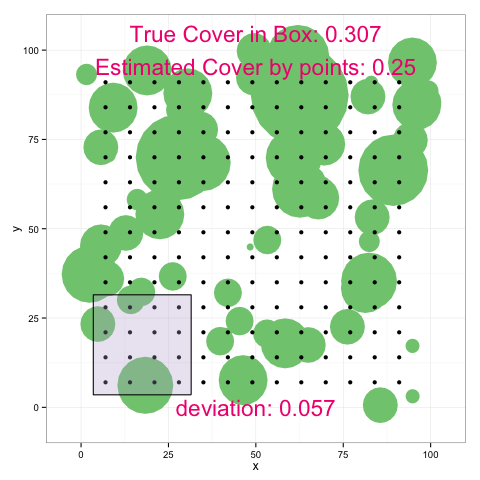 True Cover in Box: 0.307
Estimated Cover by points: 0.25
100
75
50
25
0
y
deviation: 0.057
0 25 50 75 100
x